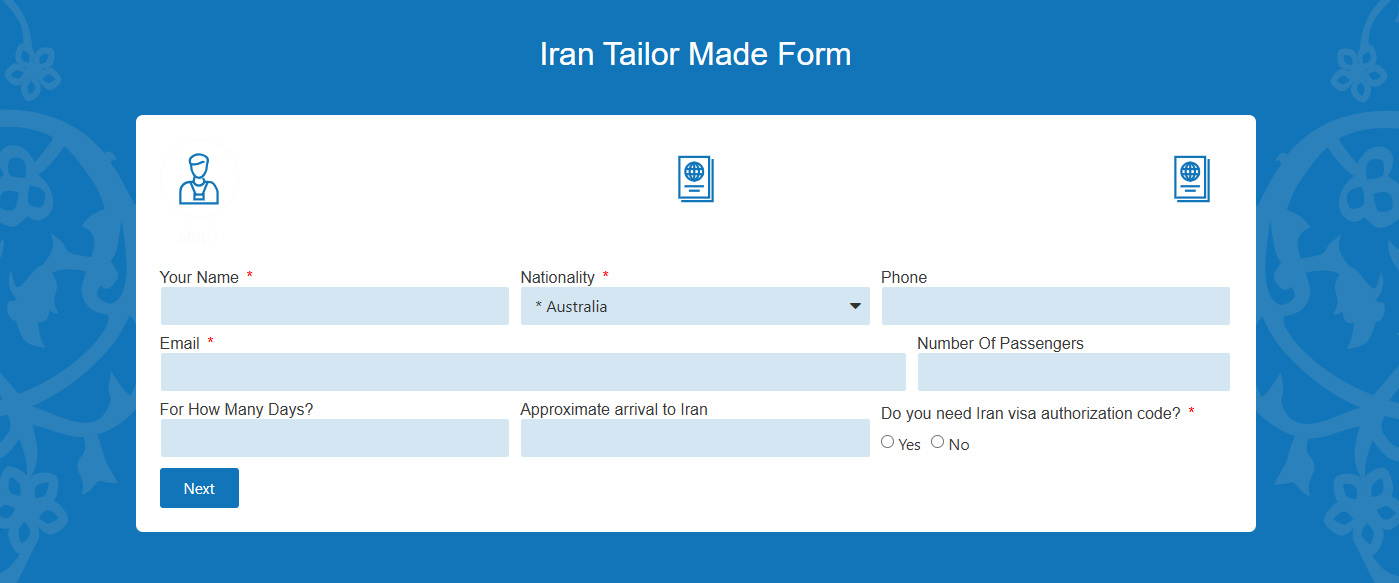 Iran Tailor Made Form
Your Name * Nationality * Phone
* Australia
Email * Number Of Passengers
For How Many Days? Approximate arrival to Iran Do you need Iran visa authorization code? *
Yes No
Next